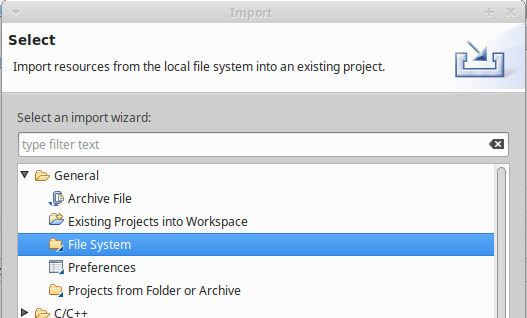 Import
Select
Import resources from the local file system into an existing project.
Select an import wizard:
type filter text
General
Archive File
Existing Projects into Workspace
File System
Preferences
Projects from Folder or Archive
C/C++